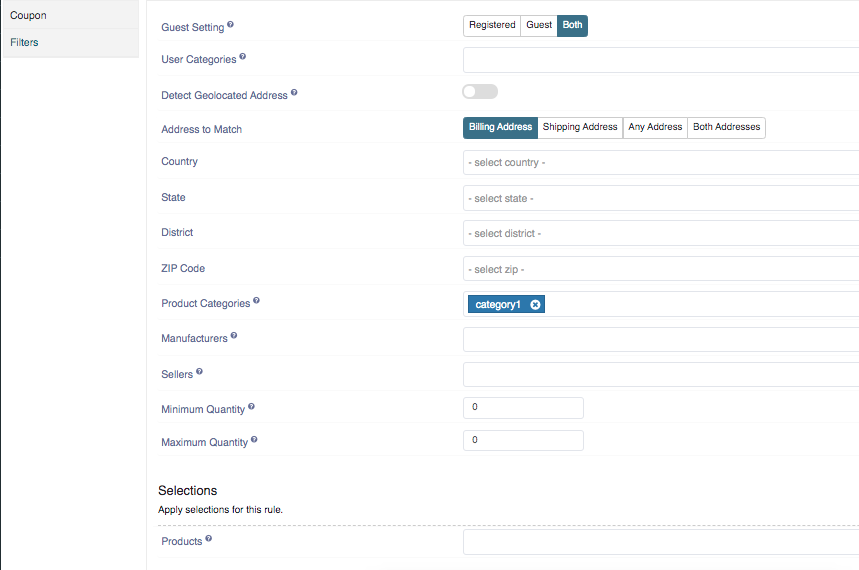 Coupon
Filters
Guest Setting ?
Registered Guest Both
User Categories ?
Detect Geolocated Address ?
Address to Match
Billing Address Shipping Address Any Address Both Addresses
Country
- select country -
State
- select state -
District
- select district -
ZIP Code
- select zip -
Product Categories ?
category1
Manufacturers ?
Sellers ?
Minimum Quantity ?
0
Maximum Quantity ?
0
Selections
Apply selections for this rule.
Products ?